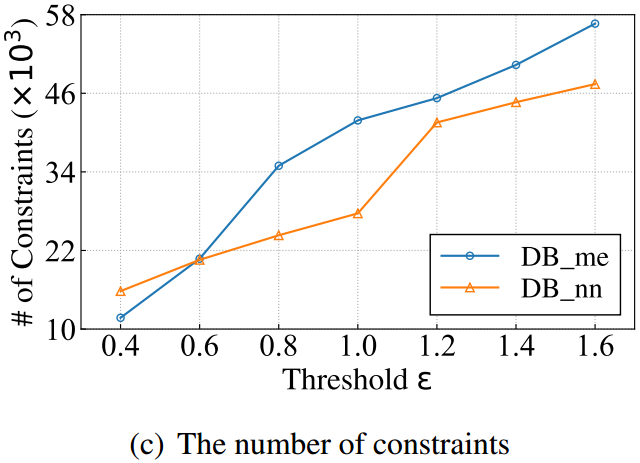 # of Constraints (×10³)
58
46
34
22
10
DB_me
DB_nn
0.4 0.6 0.8 1.0 1.2 1.4 1.6
Threshold ε
(c) The number of constraints